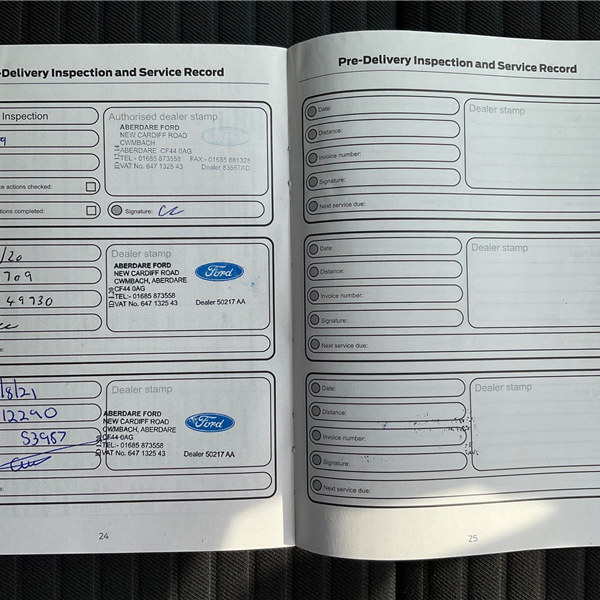 -Delivery Inspection and Service Record
Inspection
9
e actions checked:
tions completed:
Authorised dealer stamp
ABERDARE FORD
NEW CARDIFF ROAD
CWMBACH
ABERDARE CF44 0AG
TEL:- 01685 873558 FAX:- 01685 881328
VAT No. 647 1325 43 Dealer 8355TAD
Signature:
/20
709
49730
Dealer stamp
ABERDARE FORD
NEW CARDIFF ROAD
CWMBACH, ABERDARE
CF44 0AG
TEL:- 01685 873558
VAT No. 647 1325 43 Dealer 50217 AA
Ford
e:
/8/21
12290
53967
Dealer stamp
ABERDARE FORD
NEW CARDIFF ROAD
CWMBACH, ABERDARE
CF44 0AG
TEL:- 01685 873558
VAT No. 647 1325 43 Dealer 50217 AA
Ford
e:
24
Pre-Delivery Inspection and Service Record
Date:
Distance:
Invoice number:
Signature:
Next service due:
Dealer stamp
Date:
Distance:
Invoice number:
Signature:
Next service due:
Dealer stamp
Date:
Distance:
Invoice number:
Signature:
Next service due:
Dealer stamp
25